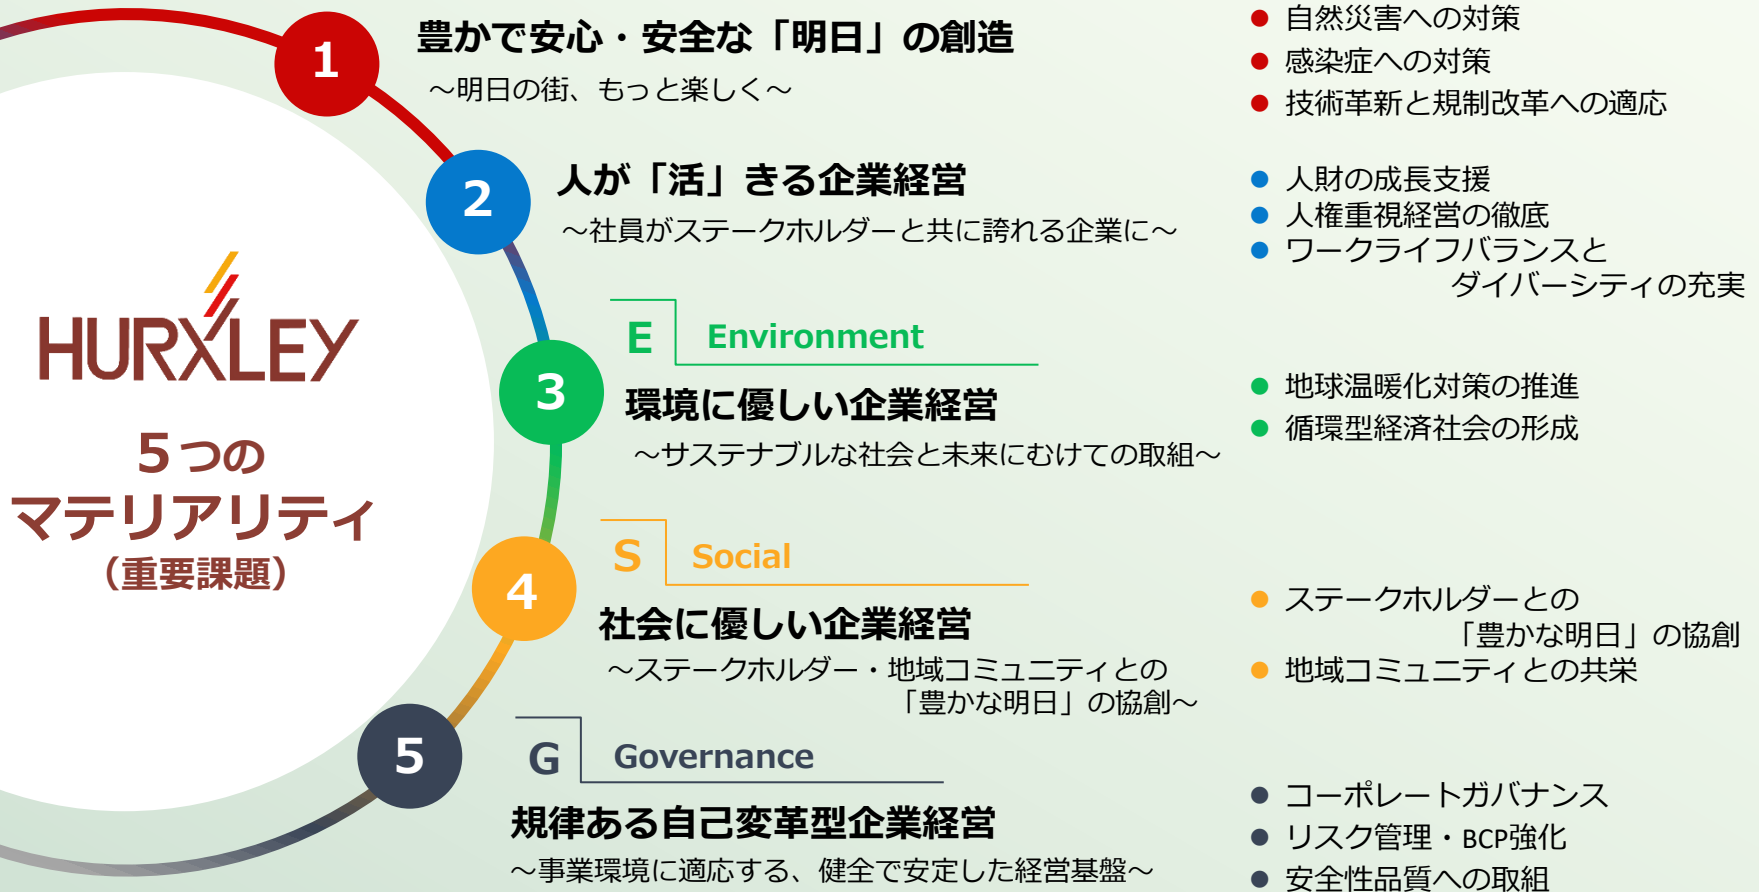 HURXLEY
5つの
マテリアリティ
（重要課題）
1
豊かで安心・安全な「明日」の創造
～明日の街、もっと楽しく～
● 自然災害への対策
● 感染症への対策
● 技術革新と規制改革への適応
2
人が「活」きる企業経営
～社員がステークホルダーと共に誇れる企業に～
● 人財の成長支援
● 人権重視経営の徹底
● ワークライフバランスと
ダイバーシティの充実
E Environment
3
環境に優しい企業経営
～サステナブルな社会と未来にむけての取組～
● 地球温暖化対策の推進
● 循環型経済社会の形成
S Social
4
社会に優しい企業経営
～ステークホルダー・地域コミュニティとの
「豊かな明日」の協創～
● ステークホルダーとの
「豊かな明日」の協創
● 地域コミュニティとの共栄
G Governance
5
規律ある自己変革型企業経営
～事業環境に適応する、健全で安定した経営基盤～
● コーポレートガバナンス
● リスク管理・BCP強化
● 安全性品質への取組